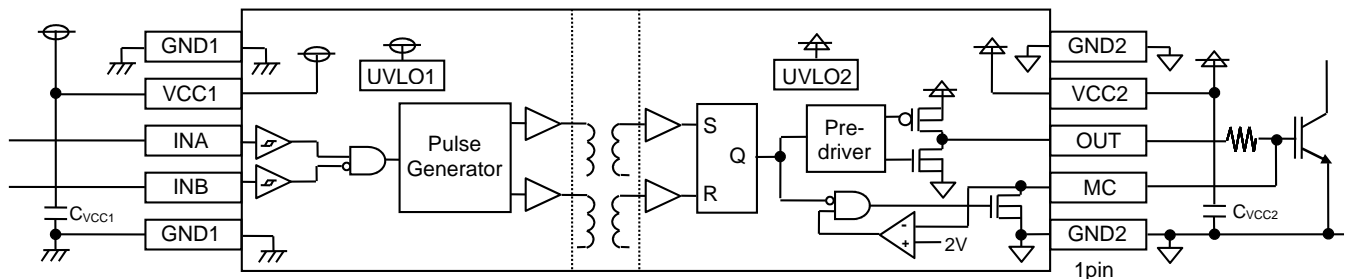 GND1
VCC1
INA
INB
CVCC1
GND1
UVLO1
Pulse
Generator
S
R
Q
UVLO2
Pre-
driver
-
+
2V
GND2
VCC2
OUT
MC
GND2
1pin
CVCC2